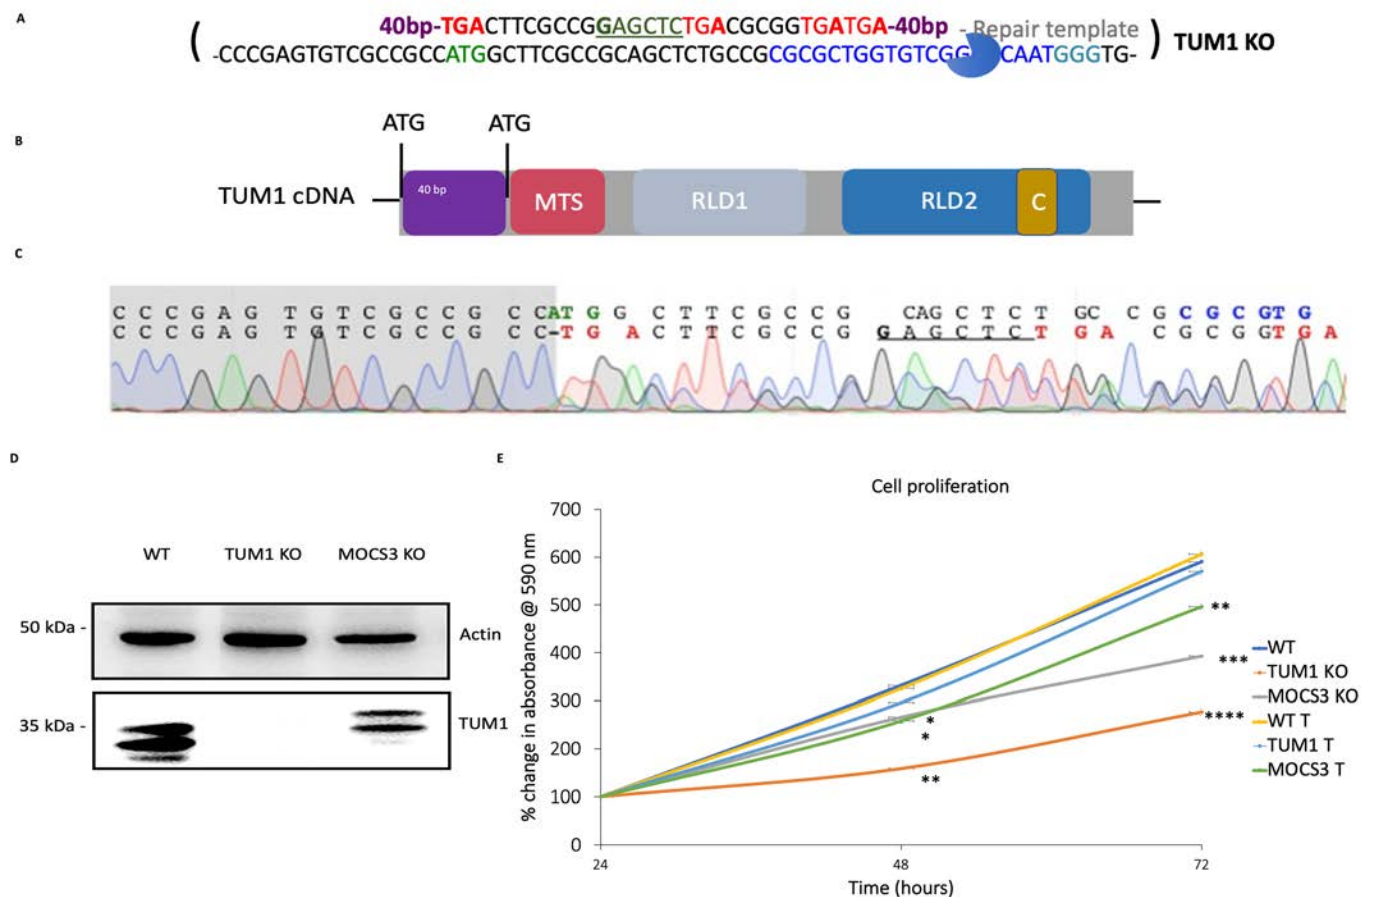 A
40bp-TGACTTCGCCGGAGCTCTGACGCGGTGATGA-40bp - Repair template
( -CCCGAGTGTCGCCGCCATGGCTTCGCCGCAGCTCTGCCGCGCGCTGGTGTCGG CAATGGGTG- ) TUM1 KO
B
ATG ATG
TUM1 cDNA 40 bp MTS RLD1 RLD2 C
C
C C C G A G T G T C G C C G C C A T G G C T T C G C C G C A G C T C T G C C G C G C G T G
C C C G A G T G T C G C C G C C - T G A C T T C G C C G G A G C T C T G A C G C G G T G A
D
WT TUM1 KO MOCS3 KO
50 kDa - Actin
35 kDa - TUM1
E
Cell proliferation
% change in absorbance @ 590 nm
700
600
500
400
300
200
100
0
24 48 72
Time (hours)
**
***
****
*
*
**
WT
TUM1 KO
MOCS3 KO
WT T
TUM1 T
MOCS3 T